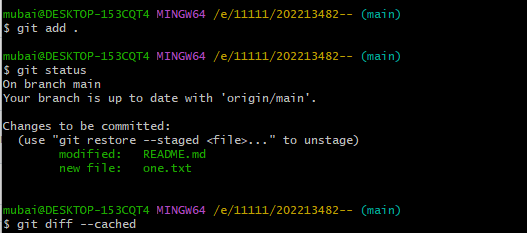 mubai@DESKTOP-153CQT4 MINGW64 /e/11111/202213482-- (main)
$ git add .
mubai@DESKTOP-153CQT4 MINGW64 /e/11111/202213482-- (main)
$ git status
On branch main
Your branch is up to date with 'origin/main'.
Changes to be committed:
  (use "git restore --staged <file>..." to unstage)
        modified:   README.md
        new file:   one.txt
mubai@DESKTOP-153CQT4 MINGW64 /e/11111/202213482-- (main)
$ git diff --cached